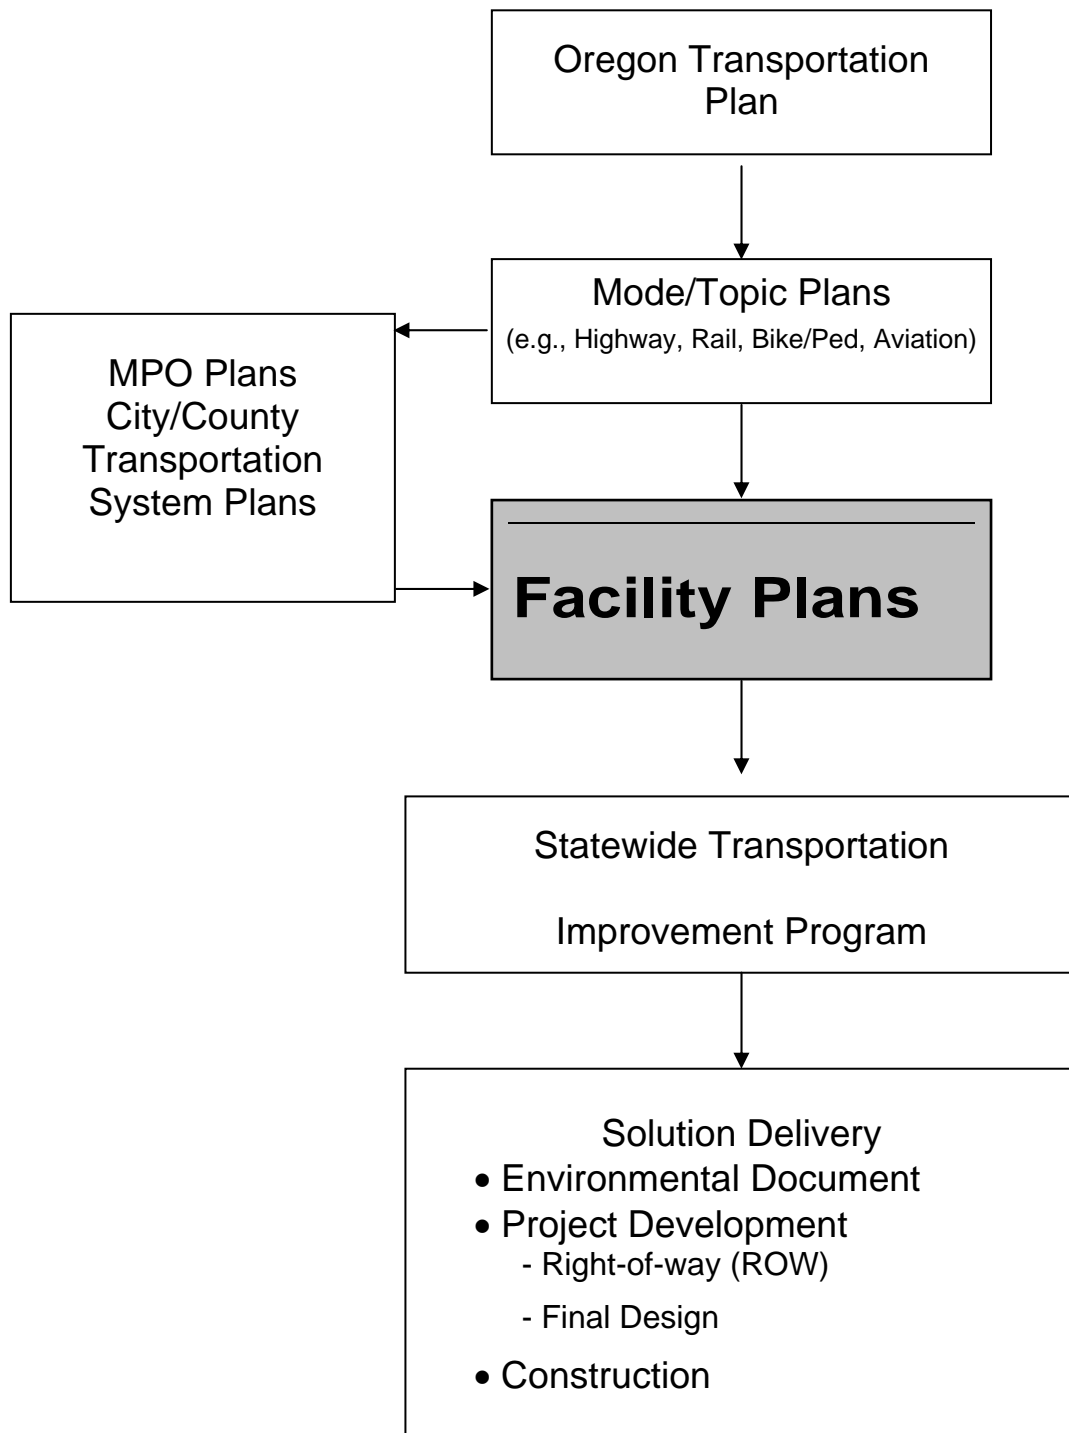 Oregon Transportation
Plan
Mode/Topic Plans
(e.g., Highway, Rail, Bike/Ped, Aviation)
MPO Plans
City/County
Transportation
System Plans
Facility Plans
Statewide Transportation
Improvement Program
Solution Delivery
• Environmental Document
• Project Development
- Right-of-way (ROW)
- Final Design
• Construction